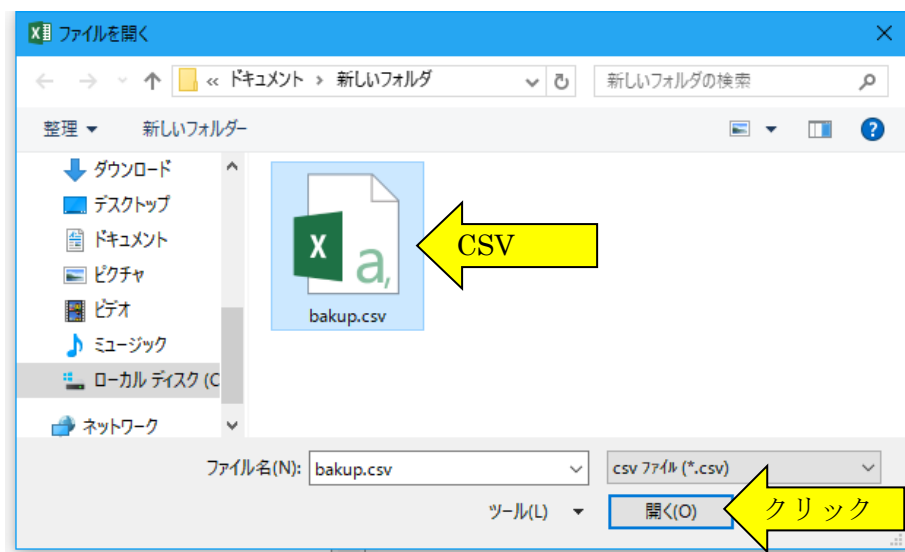 ファイルを開く
« ドキュメント › 新しいフォルダ
新しいフォルダの検索
整理
新しいフォルダー
ダウンロード
デスクトップ
ドキュメント
ピクチャ
ビデオ
ミュージック
ローカル ディスク (C
ネットワーク
X a,
bakup.csv
CSV
ファイル名(N): bakup.csv
csv ファイル (*.csv)
ツール(L)
開く(O)
クリック